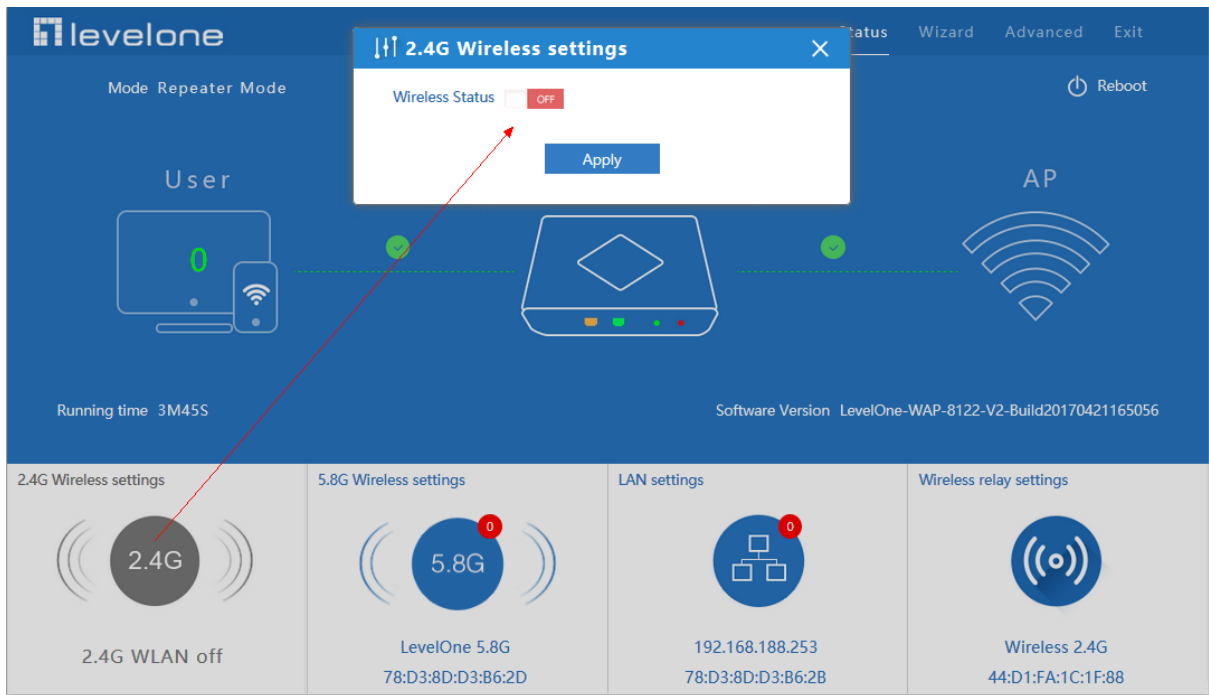 levelone
2.4G Wireless settings
Wizard Advanced Exit
Mode Repeater Mode
Wireless Status OFF
Reboot
Apply
User
AP
0
Running time 3M45S
Software Version LevelOne-WAP-8122-V2-Build20170421165056
2.4G Wireless settings
5.8G Wireless settings
LAN settings
Wireless relay settings
2.4G
0
5.8G
0
2.4G WLAN off
LevelOne 5.8G
78:D3:8D:D3:B6:2D
192.168.188.253
78:D3:8D:D3:B6:2B
Wireless 2.4G
44:D1:FA:1C:1F:88